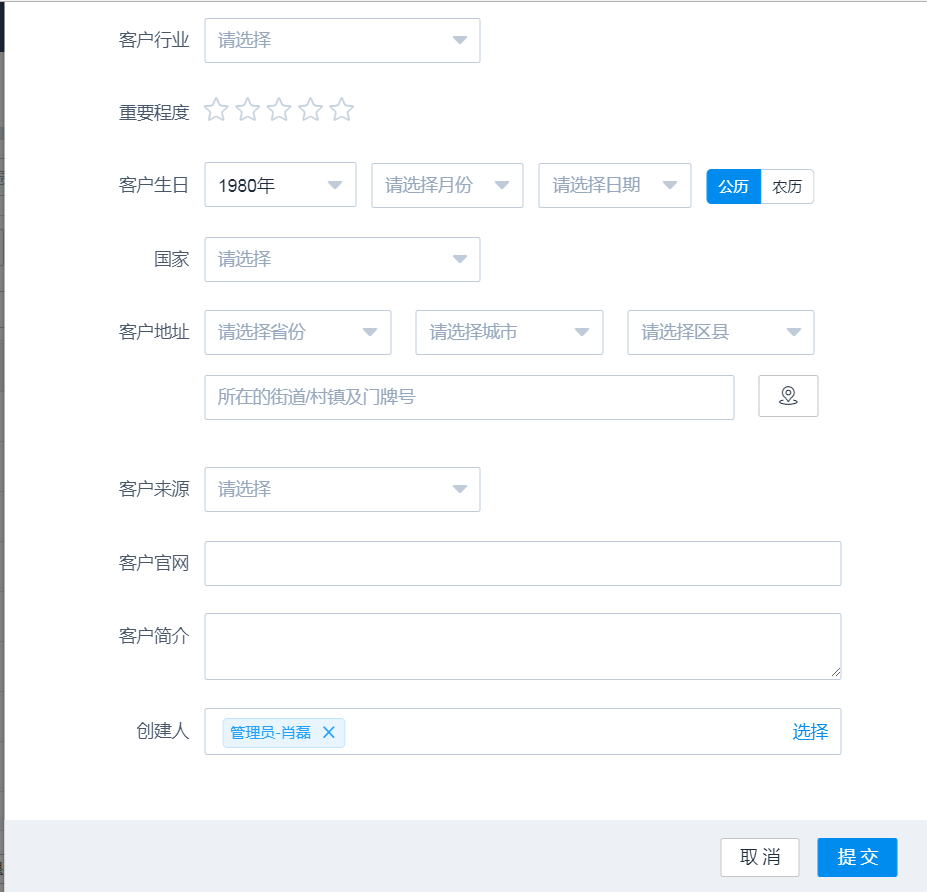 客户行业 请选择
重要程度
客户生日 1980年 请选择月份 请选择日期 公历 农历
国家 请选择
客户地址 请选择省份 请选择城市 请选择区县
所在的街道/村镇及门牌号
客户来源 请选择
客户官网
客户简介
创建人 管理员-肖磊 选择
取消 提交